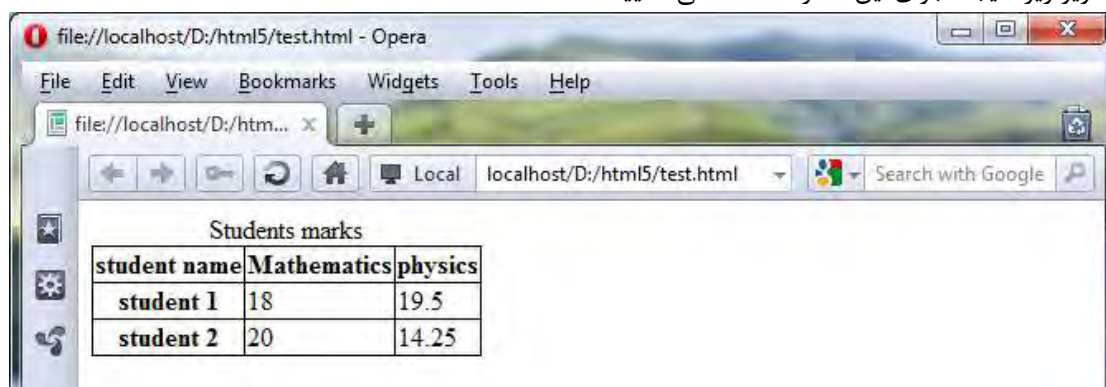 file://localhost/D:/html5/test.html - Opera
File Edit View Bookmarks Widgets Tools Help
file://localhost/D:/htm...
Local localhost/D:/html5/test.html Search with Google
Students marks
student name Mathematics physics
student 1 18 19.5
student 2 20 14.25